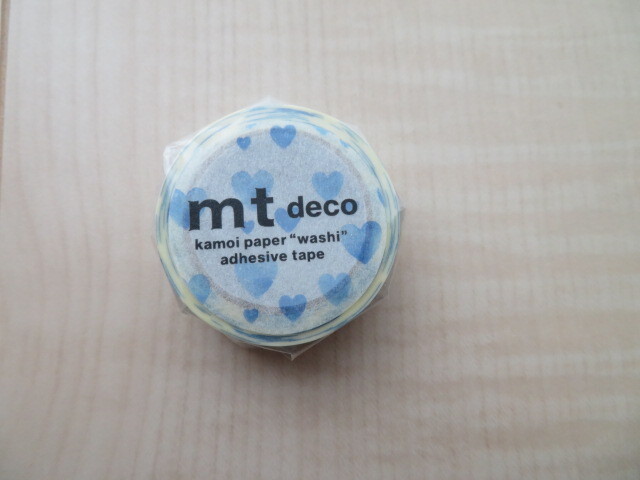 mt deco
kamoi paper “washi”
adhesive tape